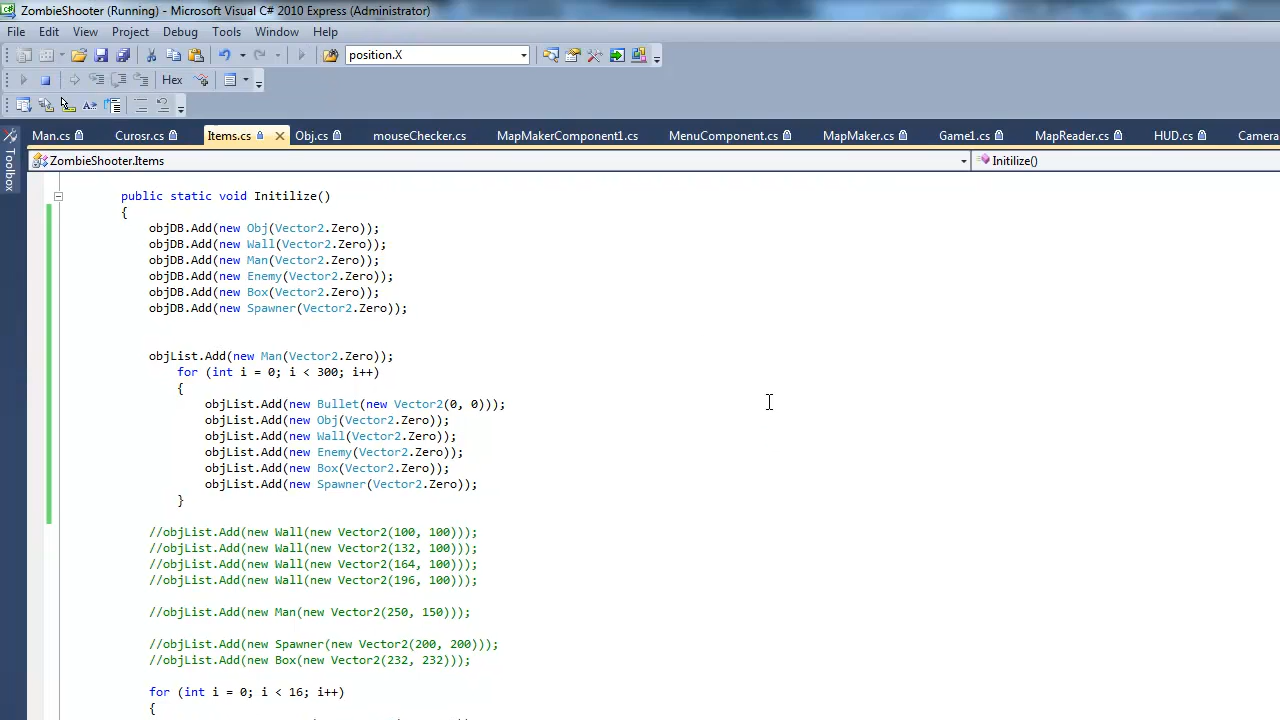 ZombieShooter (Running) - Microsoft Visual C# 2010 Express (Administrator)
File Edit View Project Debug Tools Window Help
position.X
Hex
Man.cs Curosr.cs Items.cs Obj.cs mouseChecker.cs MapMakerComponent1.cs MenuComponent.cs MapMaker.cs Game1.cs MapReader.cs HUD.cs Camera
Toolbox
ZombieShooter.Items Initilize()
public static void Initilize()
{
objDB.Add(new Obj(Vector2.Zero));
objDB.Add(new Wall(Vector2.Zero));
objDB.Add(new Man(Vector2.Zero));
objDB.Add(new Enemy(Vector2.Zero));
objDB.Add(new Box(Vector2.Zero));
objDB.Add(new Spawner(Vector2.Zero));
objList.Add(new Man(Vector2.Zero));
for (int i = 0; i < 300; i++)
{
objList.Add(new Bullet(new Vector2(0, 0)));
objList.Add(new Obj(Vector2.Zero));
objList.Add(new Wall(Vector2.Zero));
objList.Add(new Enemy(Vector2.Zero));
objList.Add(new Box(Vector2.Zero));
objList.Add(new Spawner(Vector2.Zero));
}
//objList.Add(new Wall(new Vector2(100, 100)));
//objList.Add(new Wall(new Vector2(132, 100)));
//objList.Add(new Wall(new Vector2(164, 100)));
//objList.Add(new Wall(new Vector2(196, 100)));
//objList.Add(new Man(new Vector2(250, 150)));
//objList.Add(new Spawner(new Vector2(200, 200)));
//objList.Add(new Box(new Vector2(232, 232)));
for (int i = 0; i < 16; i++)
{